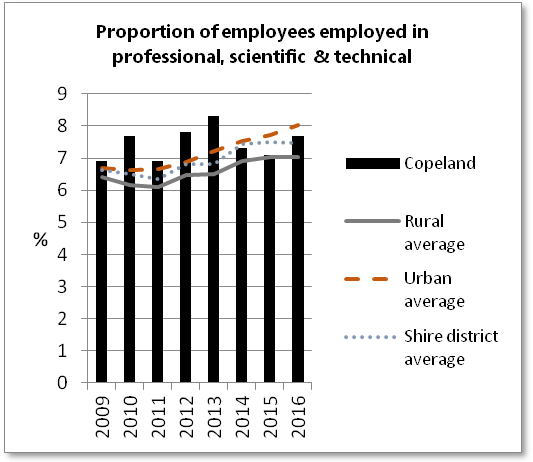 Proportion of employees employed in
professional, scientific & technical
9
8
7
6
5
4
3
2
1
0
%
2009
2010
2011
2012
2013
2014
2015
2016
Copeland
Rural
average
Urban
average
Shire district
average